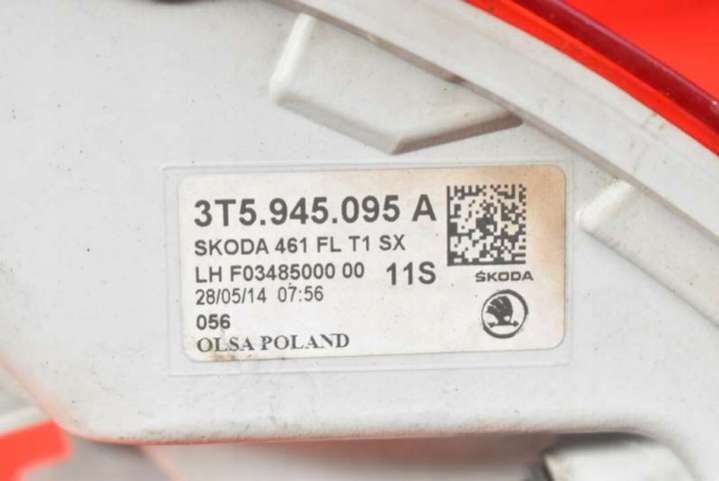 3T5.945.095 A
SKODA 461 FL T1 SX
LH F03485000 00 11S
28/05/14 07:56
056
OLSA POLAND
ŠKODA